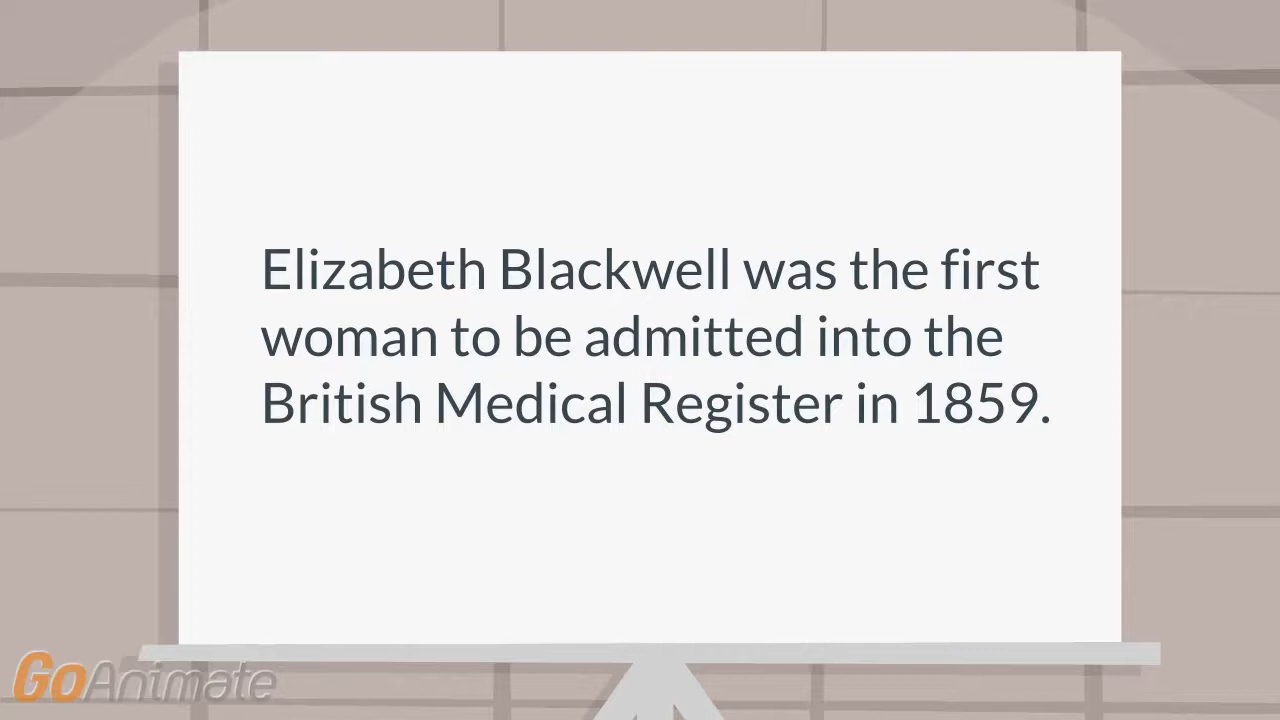 Elizabeth Blackwell was the first
woman to be admitted into the
British Medical Register in 1859.
GoAnimate